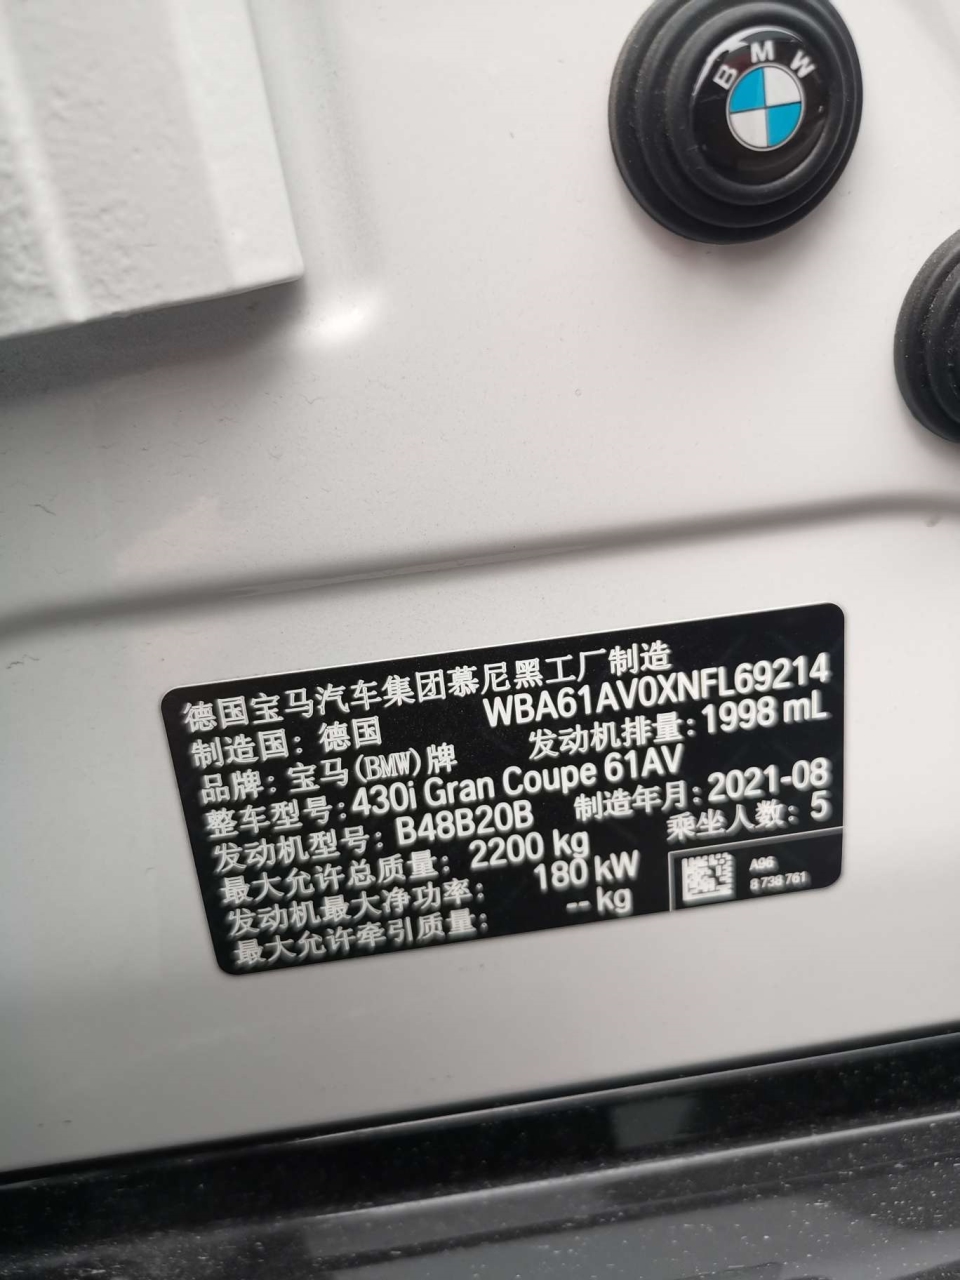 BMW
德国宝马汽车集团慕尼黑工厂制造
制造国：德国 WBA61AV0XNFL69214
品牌：宝马(BMW)牌 发动机排量：1998 mL
整车型号：430i Gran Coupe 61AV
发动机型号：B48B20B 制造年月：2021-08
最大允许总质量：2200 kg 乘坐人数：5
发动机最大净功率：180 kW
最大允许牵引质量：-- kg
A96
8 738 761